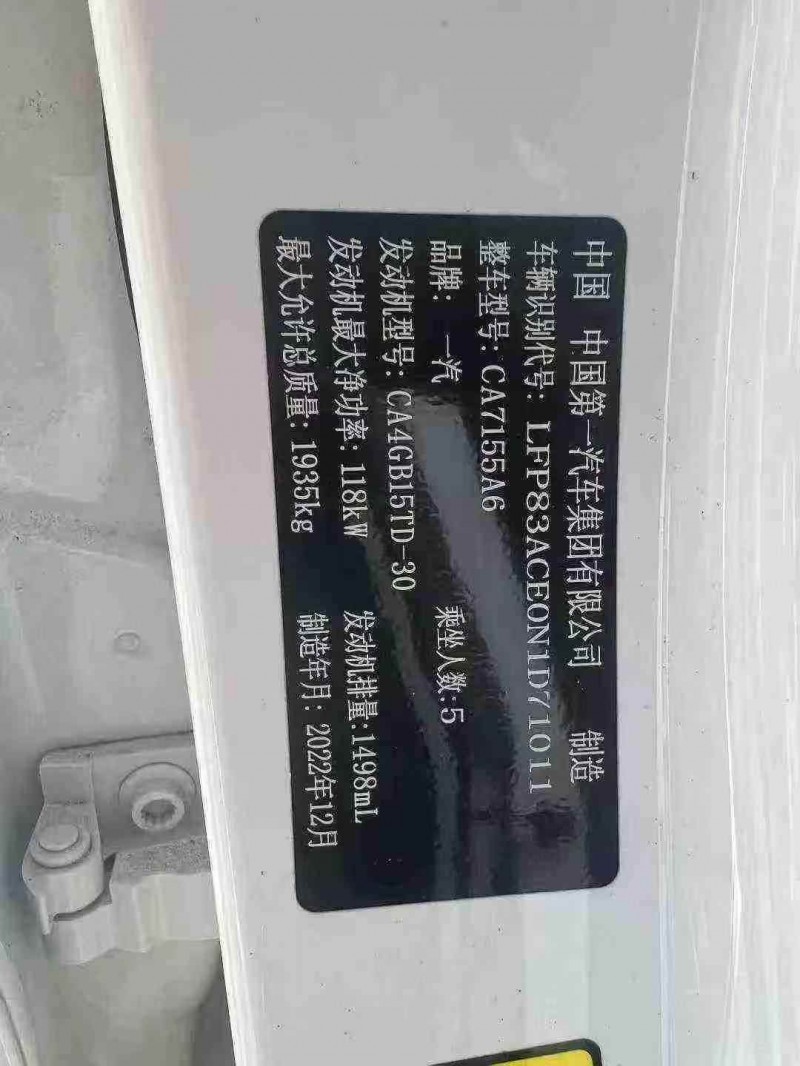 中国 中国第一汽车集团有限公司 制造
车辆识别代号: LFP83ACE0N1D71011
整车型号: CA7155A6
品牌: 一汽 乘坐人数:5
发动机型号: CA4GB15TD-30
发动机最大净功率: 118kW 发动机排量:1498mL
最大允许总质量: 1935kg 制造年月: 2022年12月